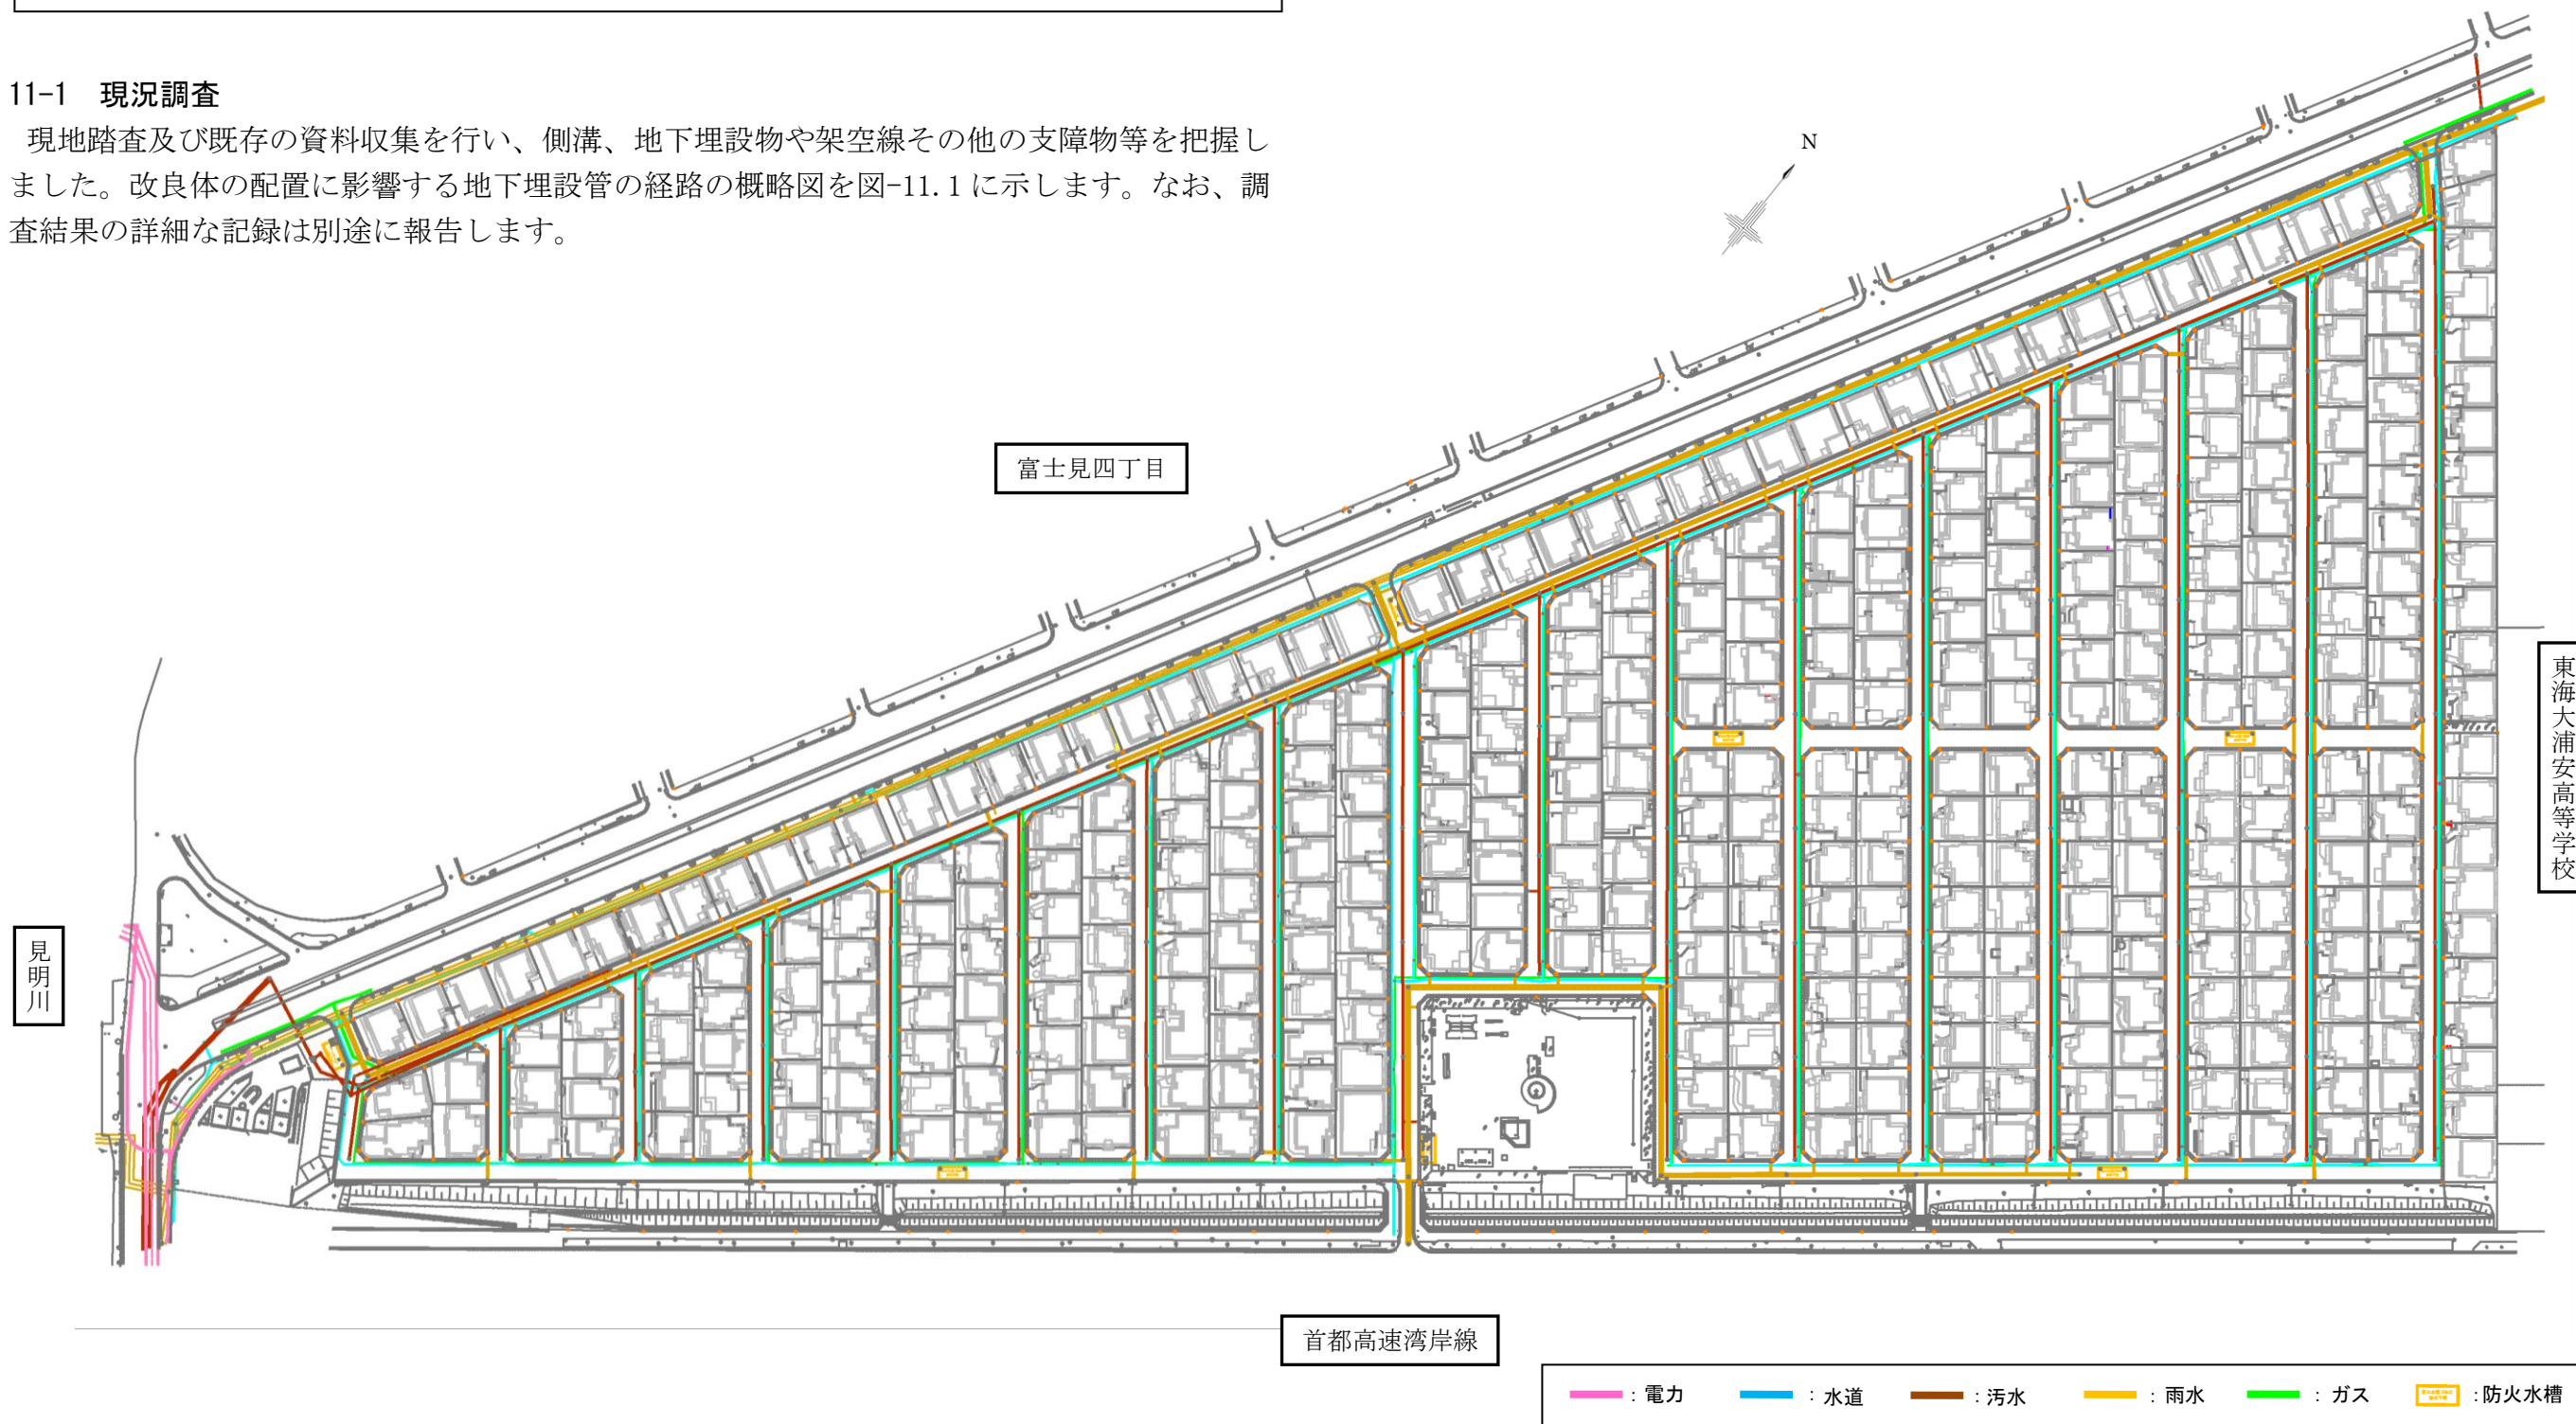 11-1 現況調査
現地踏査及び既存の資料収集を行い、側溝、地下埋設物や架空線その他の支障物等を把握し
ました。改良体の配置に影響する地下埋設管の経路の概略図を図-11.1 に示します。なお、調
査結果の詳細な記録は別途に報告します。
N
富士見四丁目
東海大浦安高等学校
見明川
首都高速湾岸線
：電力
：水道
：汚水
：雨水
：ガス
：防火水槽